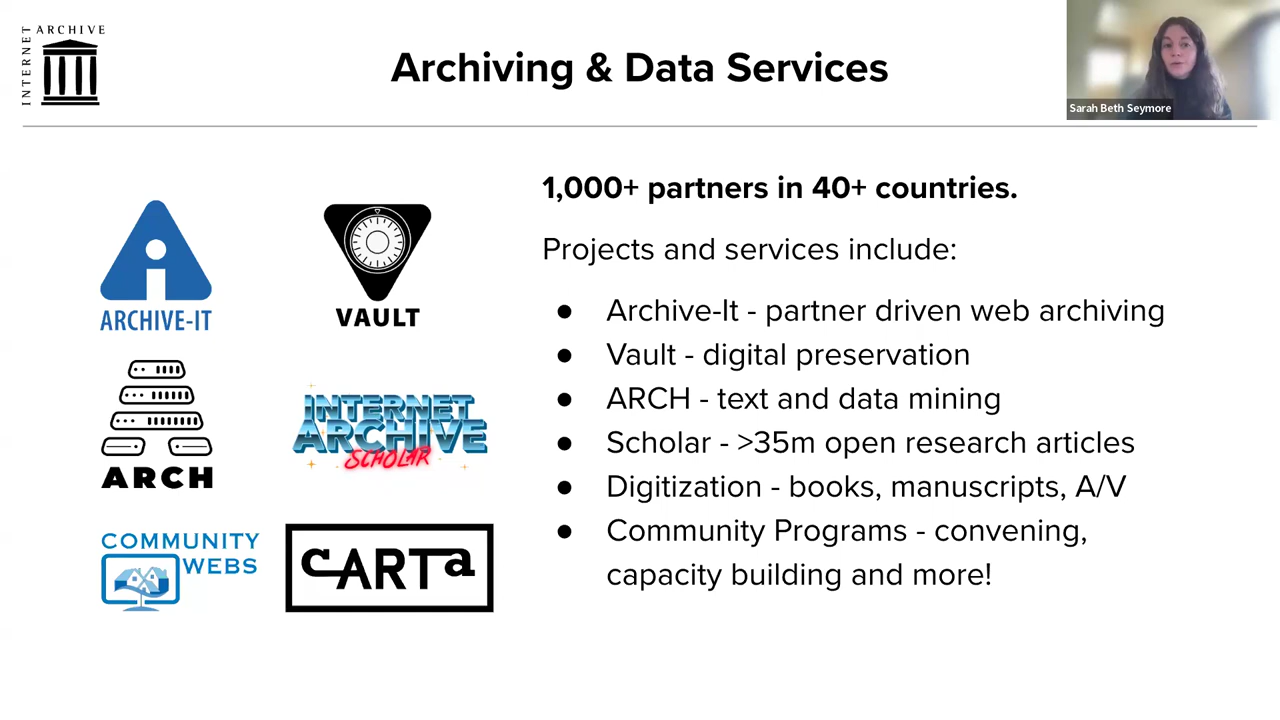 INTERNET ARCHIVE
Archiving & Data Services
Sarah Beth Seymore
1,000+ partners in 40+ countries.
Projects and services include:
● Archive-It - partner driven web archiving
● Vault - digital preservation
● ARCH - text and data mining
● Scholar - >35m open research articles
● Digitization - books, manuscripts, A/V
● Community Programs - convening,
capacity building and more!
ARCHIVE-IT
VAULT
ARCH
INTERNET
ARCHIVE
SCHOLAR
COMMUNITY
WEBS
CARTA